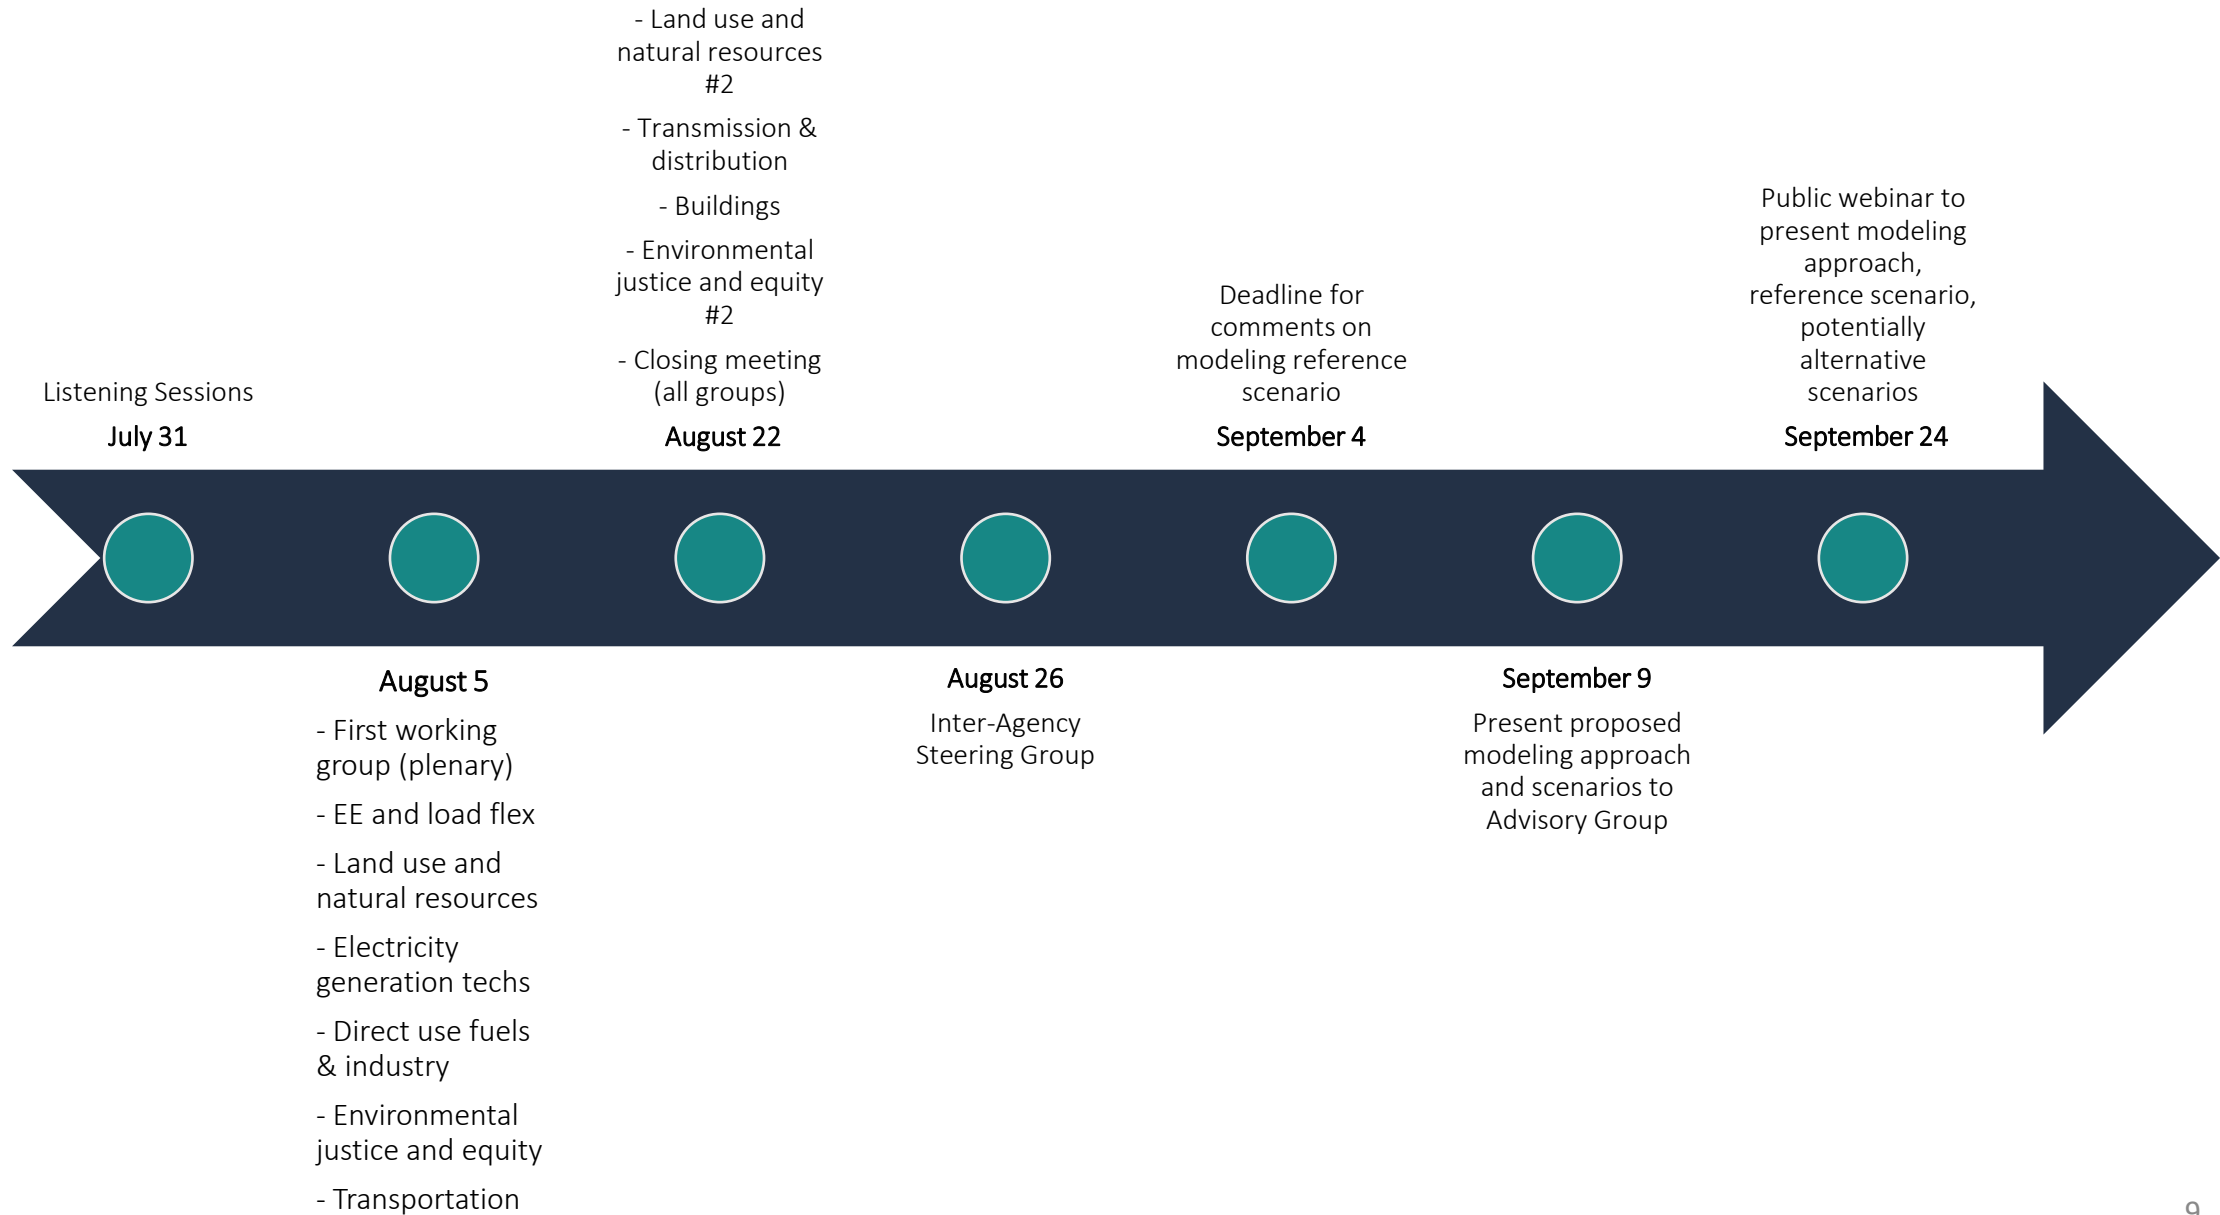 - Land use and
natural resources
#2
- Transmission &
distribution
- Buildings
- Environmental
justice and equity
#2
- Closing meeting
(all groups)
Public webinar to
present modeling
approach,
reference scenario,
potentially
alternative
scenarios
Deadline for
comments on
modeling reference
scenario
Listening Sessions
July 31
August 22
September 4
September 24
August 5
- First working
group (plenary)
- EE and load flex
- Land use and
natural resources
- Electricity
generation techs
- Direct use fuels
& industry
- Environmental
justice and equity
- Transportation
August 26
Inter-Agency
Steering Group
September 9
Present proposed
modeling approach
and scenarios to
Advisory Group
9